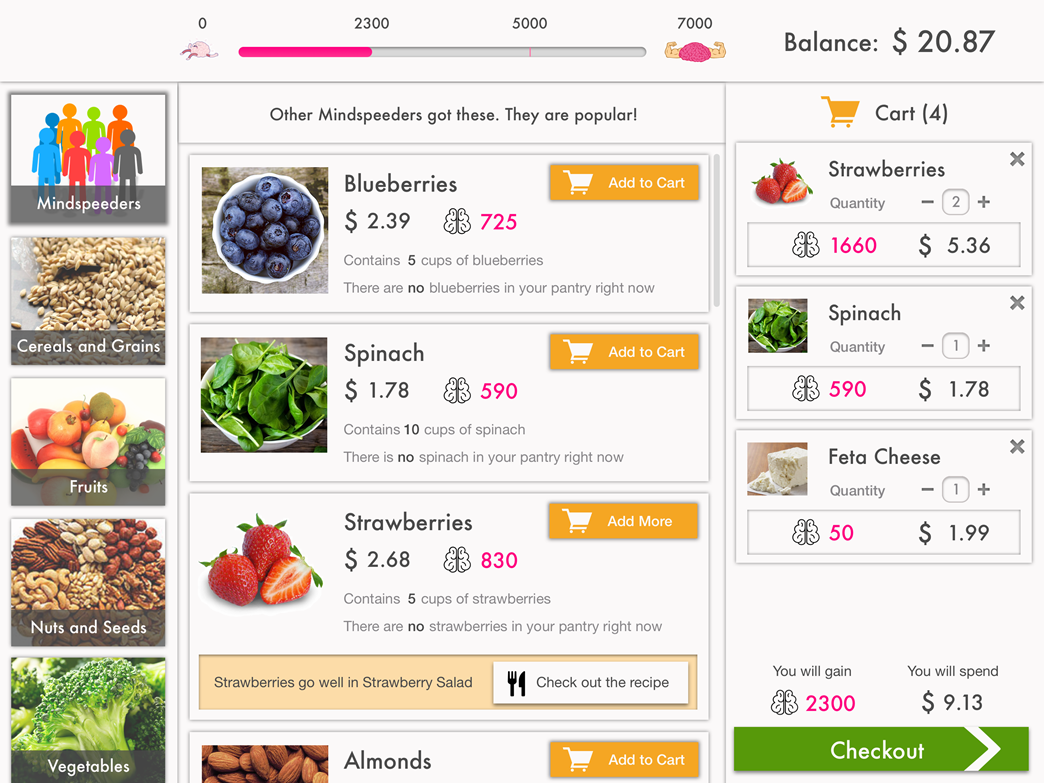 0
2300
5000
7000
Balance: $ 20.87
Mindspeeders
Cereals and Grains
Fruits
Nuts and Seeds
Vegetables
Other Mindspeeders got these. They are popular!
Blueberries
Add to Cart
$ 2.39 725
Contains 5 cups of blueberries
There are no blueberries in your pantry right now
Spinach
Add to Cart
$ 1.78 590
Contains 10 cups of spinach
There is no spinach in your pantry right now
Strawberries
Add More
$ 2.68 830
Contains 5 cups of strawberries
There are no strawberries in your pantry right now
Strawberries go well in Strawberry Salad
Check out the recipe
Almonds
Add to Cart
Cart (4)
Strawberries
Quantity − 2 +
1660 $ 5.36
Spinach
Quantity − 1 +
590 $ 1.78
Feta Cheese
Quantity − 1 +
50 $ 1.99
You will gain
You will spend
2300
$ 9.13
Checkout